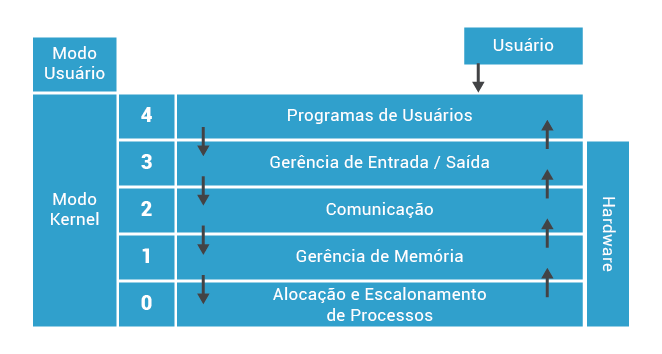 Modo
Usuário
Usuário
4
Programas de Usuários
3
Gerência de Entrada / Saída
Modo
Kernel
2
Comunicação
Hardware
1
Gerência de Memória
0
Alocação e Escalonamento
de Processos